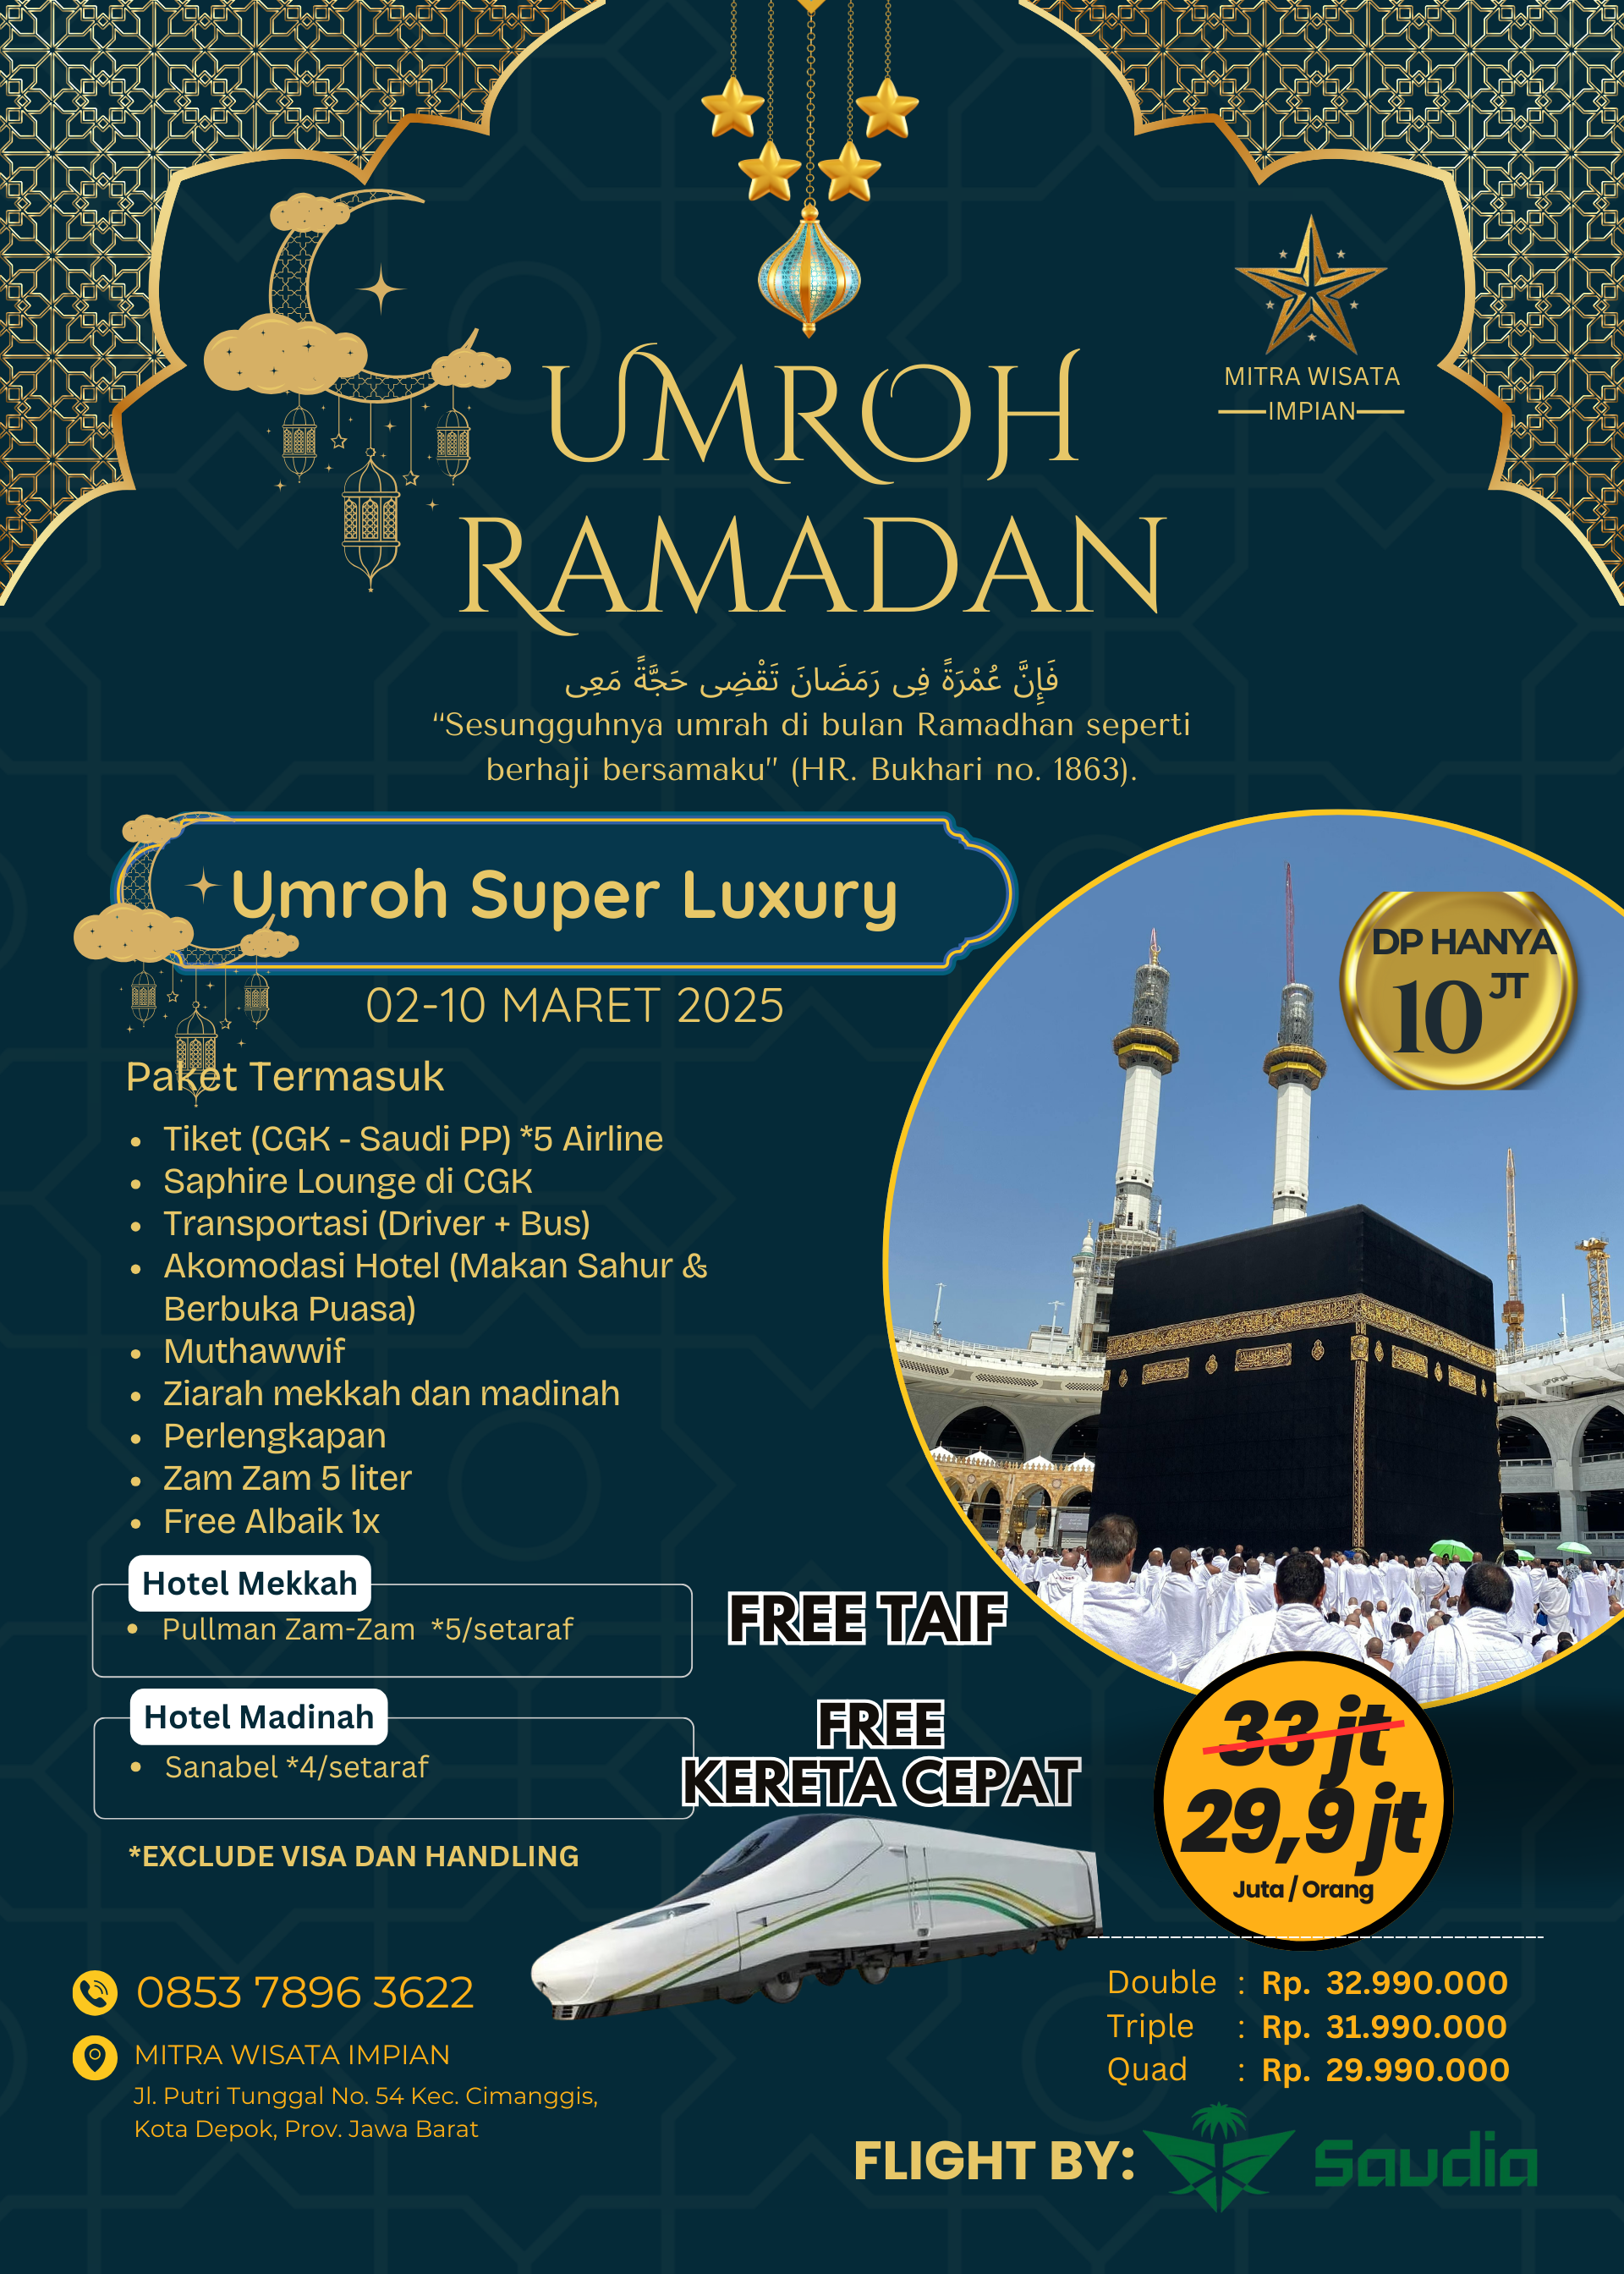 MITRA WISATA
IMPIAN
UMROH
RAMADAN
فَإِنَّ عُمْرَةً فِى رَمَضَانَ تَقْضِى حَجَّةً مَعِى
“Sesungguhnya umrah di bulan Ramadhan seperti
berhaji bersamaku” (HR. Bukhari no. 1863).
Umroh Super Luxury
02-10 MARET 2025
DP HANYA
10 JT
Paket Termasuk
• Tiket (CGK - Saudi PP) *5 Airline
• Saphire Lounge di CGK
• Transportasi (Driver + Bus)
• Akomodasi Hotel (Makan Sahur &
Berbuka Puasa)
• Muthawwif
• Ziarah mekkah dan madinah
• Perlengkapan
• Zam Zam 5 liter
• Free Albaik 1x
Hotel Mekkah
• Pullman Zam-Zam *5/setaraf
Hotel Madinah
• Sanabel *4/setaraf
*EXCLUDE VISA DAN HANDLING
FREE TAIF
FREE
KERETA CEPAT
33 jt
29,9 jt
Juta / Orang
Double : Rp. 32.990.000
Triple : Rp. 31.990.000
Quad : Rp. 29.990.000
0853 7896 3622
MITRA WISATA IMPIAN
Jl. Putri Tunggal No. 54 Kec. Cimanggis,
Kota Depok, Prov. Jawa Barat
FLIGHT BY: Saudia